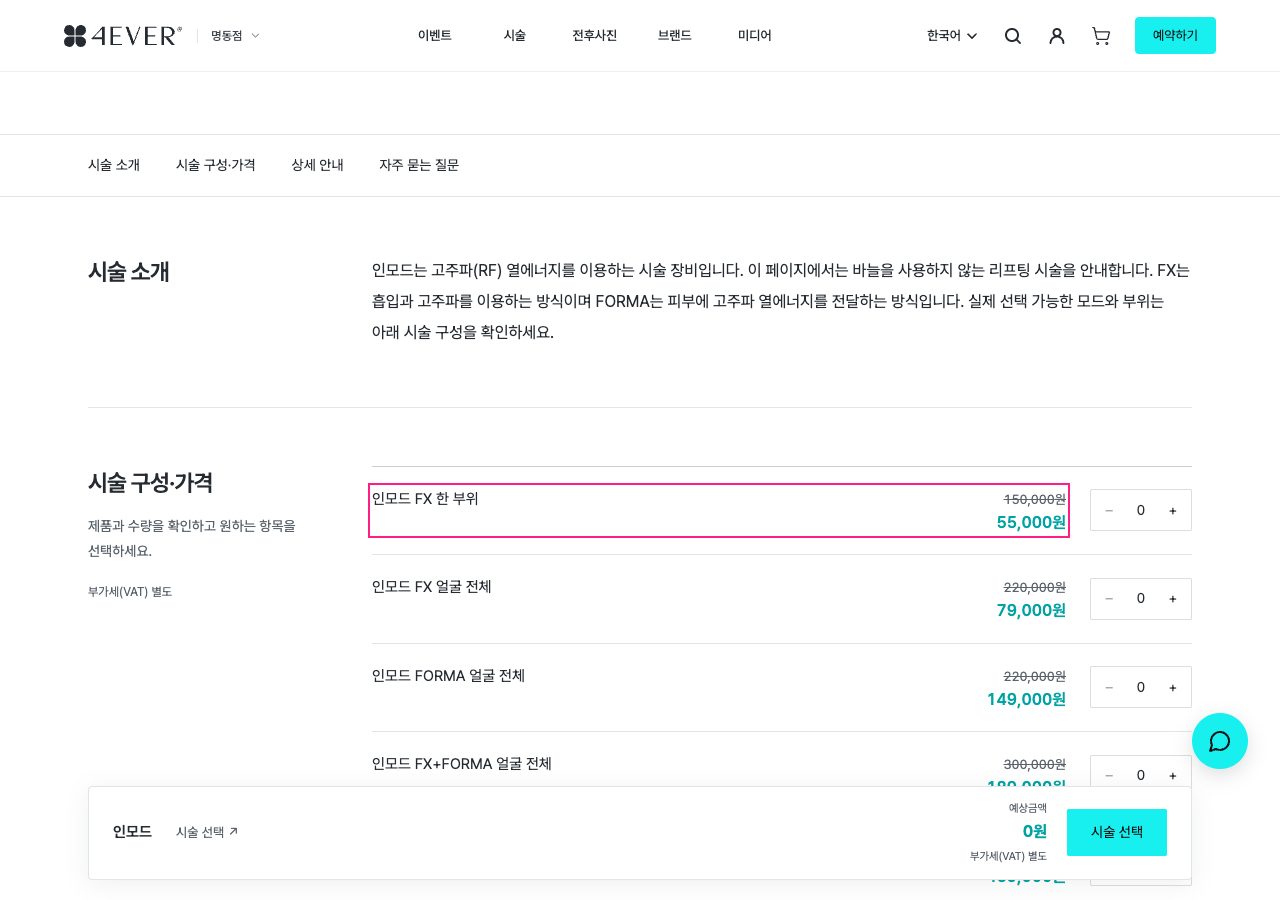 4EVER®
명동점
이벤트
시술
전후사진
브랜드
미디어
한국어
예약하기
시술 소개
시술 구성·가격
상세 안내
자주 묻는 질문
시술 소개
인모드는 고주파(RF) 열에너지를 이용하는 시술 장비입니다. 이 페이지에서는 바늘을 사용하지 않는 리프팅 시술을 안내합니다. FX는
흡입과 고주파를 이용하는 방식이며 FORMA는 피부에 고주파 열에너지를 전달하는 방식입니다. 실제 선택 가능한 모드와 부위는
아래 시술 구성을 확인하세요.
시술 구성·가격
제품과 수량을 확인하고 원하는 항목을
선택하세요.
부가세(VAT) 별도
인모드 FX 한 부위
150,000원
55,000원
− 0 +
인모드 FX 얼굴 전체
220,000원
79,000원
− 0 +
인모드 FORMA 얼굴 전체
220,000원
149,000원
− 0 +
인모드 FX+FORMA 얼굴 전체
300,000원
− 0 +
인모드
시술 선택 ↗
예상금액
0원
부가세(VAT) 별도
시술 선택